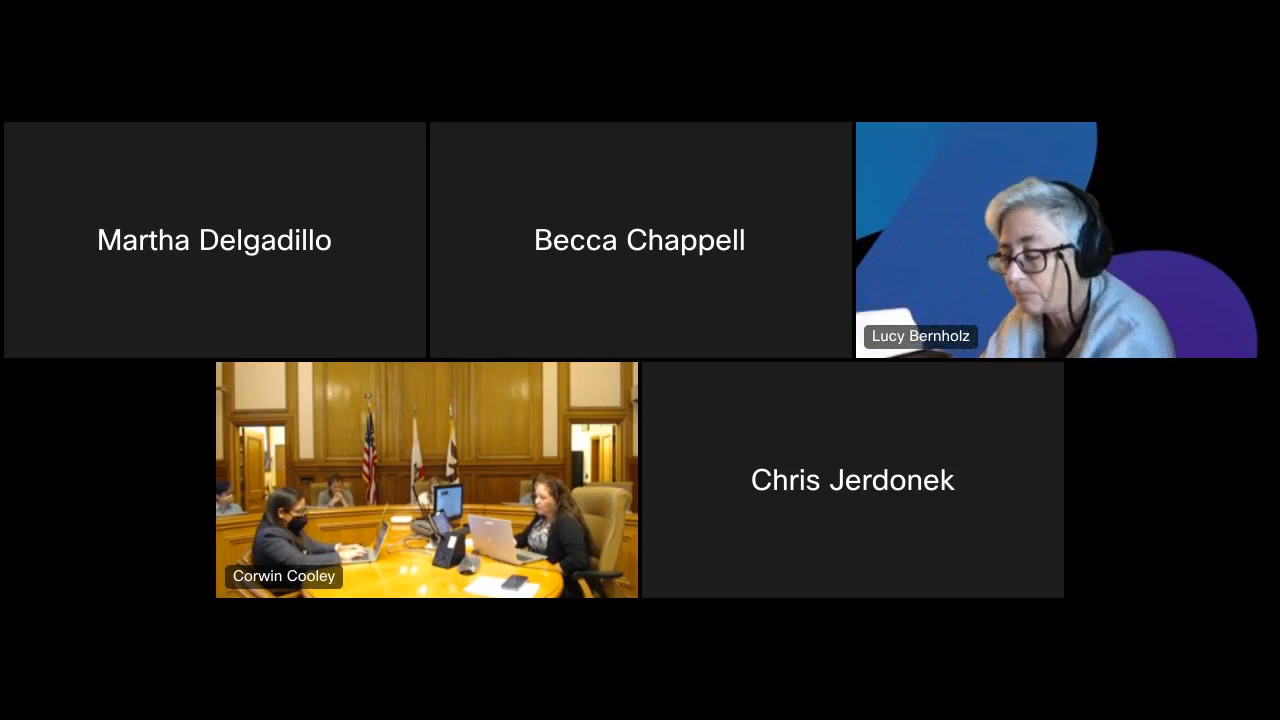 Martha Delgadillo
Becca Chappell
Lucy Bernholz
Corwin Cooley
Chris Jerdonek